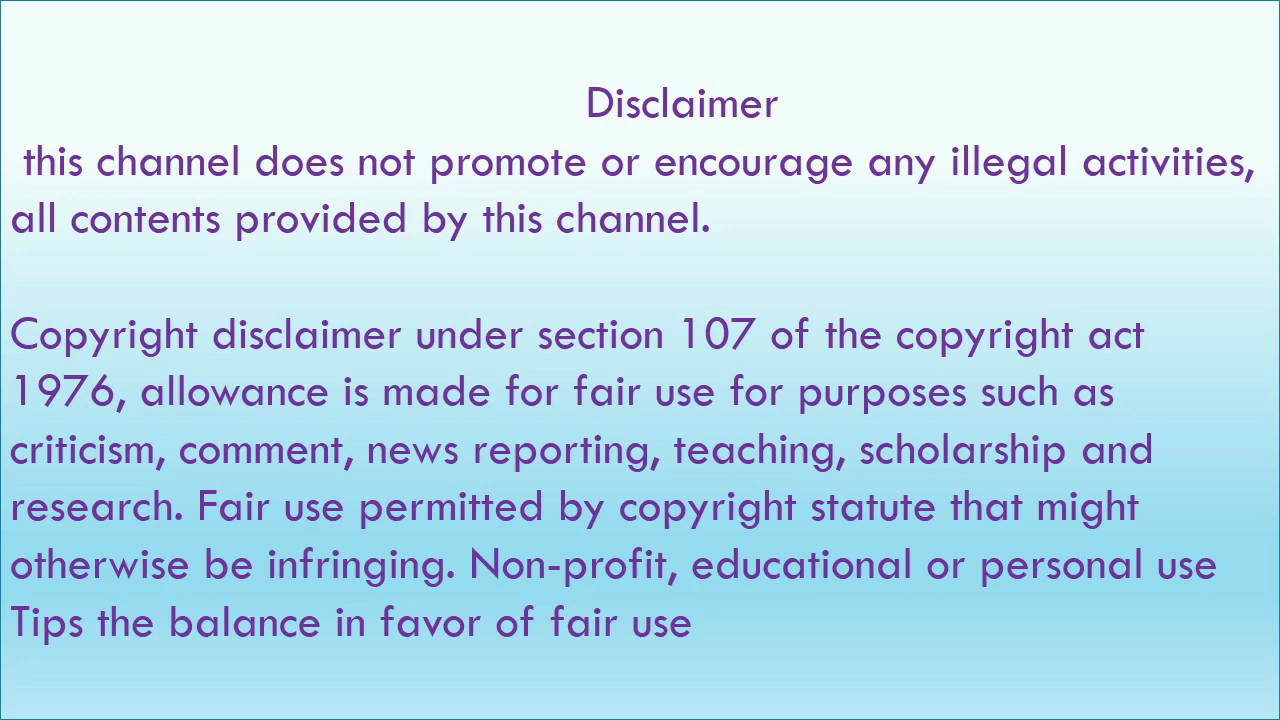 Disclaimer
this channel does not promote or encourage any illegal activities,
all contents provided by this channel.
Copyright disclaimer under section 107 of the copyright act
1976, allowance is made for fair use for purposes such as
criticism, comment, news reporting, teaching, scholarship and
research. Fair use permitted by copyright statute that might
otherwise be infringing. Non-profit, educational or personal use
Tips the balance in favor of fair use